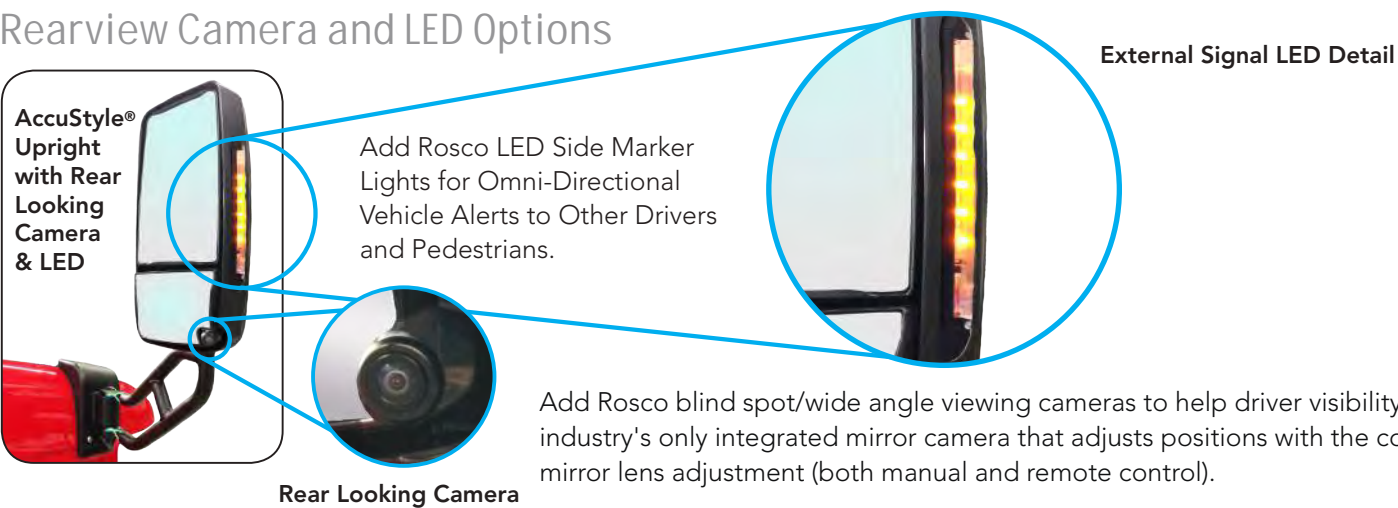 Rearview Camera and LED Options
External Signal LED Detail
AccuStyle®
Upright
with Rear
Looking
Camera
& LED
Add Rosco LED Side Marker
Lights for Omni-Directional
Vehicle Alerts to Other Drivers
and Pedestrians.
Add Rosco blind spot/wide angle viewing cameras to help driver visibility
industry's only integrated mirror camera that adjusts positions with the
mirror lens adjustment (both manual and remote control).
Rear Looking Camera